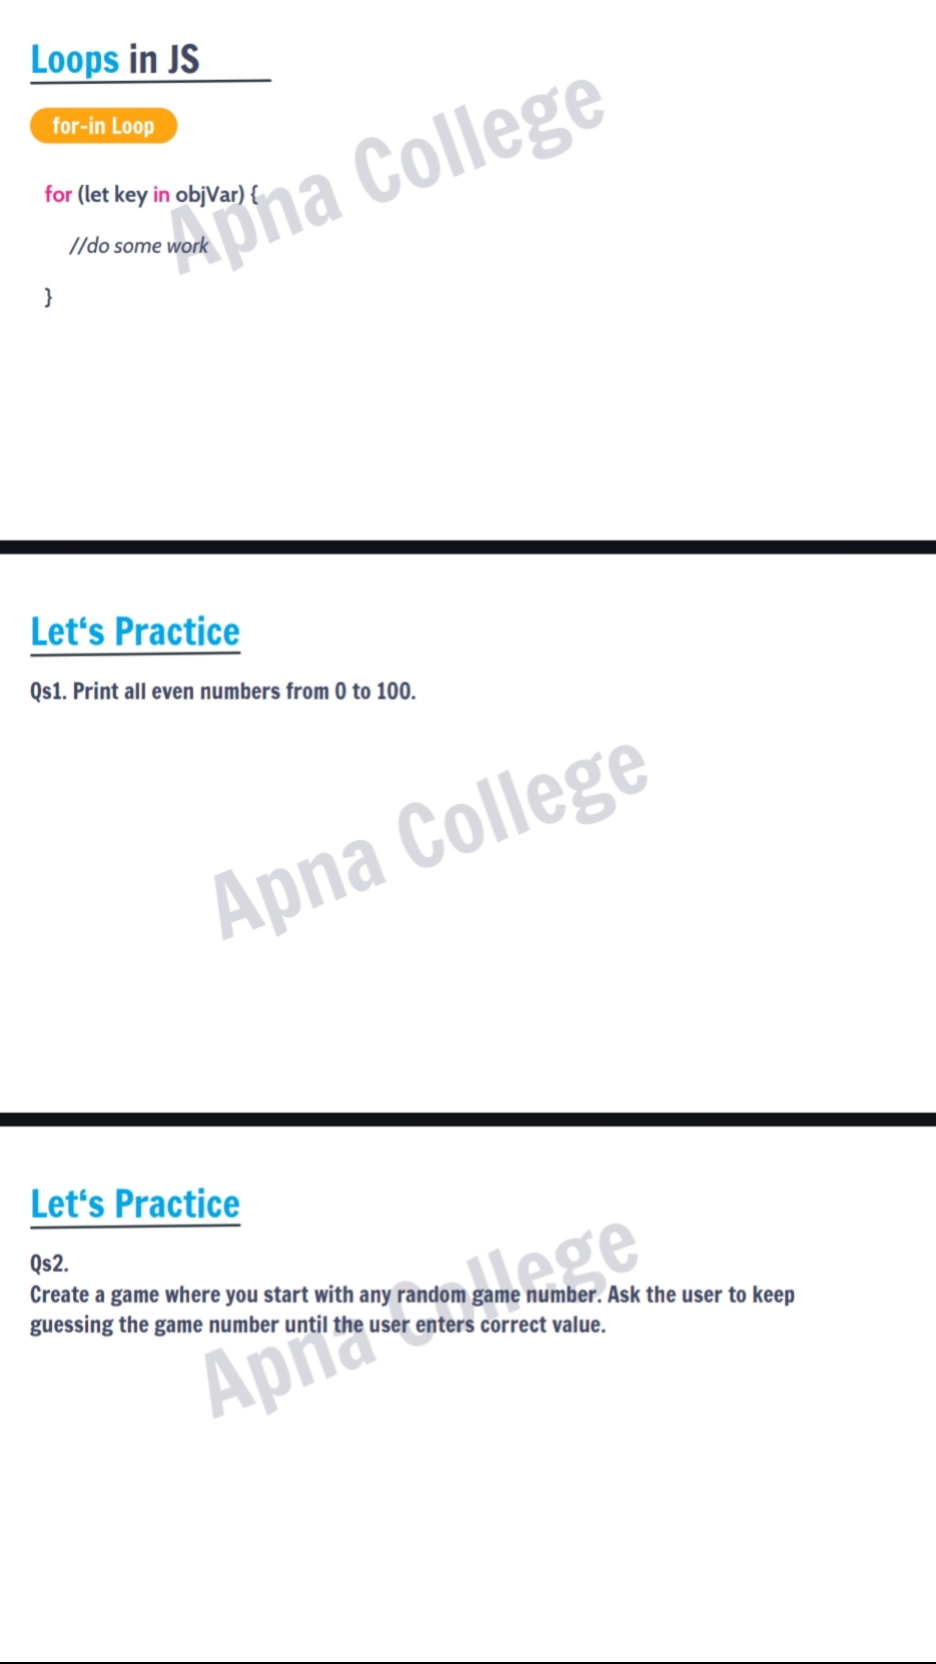 Loops in JS
for-in Loop
for (let key in objVar) {
//do some work
}
Apna College
Let‘s Practice
Qs1. Print all even numbers from 0 to 100.
Apna College
Let‘s Practice
Qs2.
Create a game where you start with any random game number. Ask the user to keep
guessing the game number until the user enters correct value.
Apna College